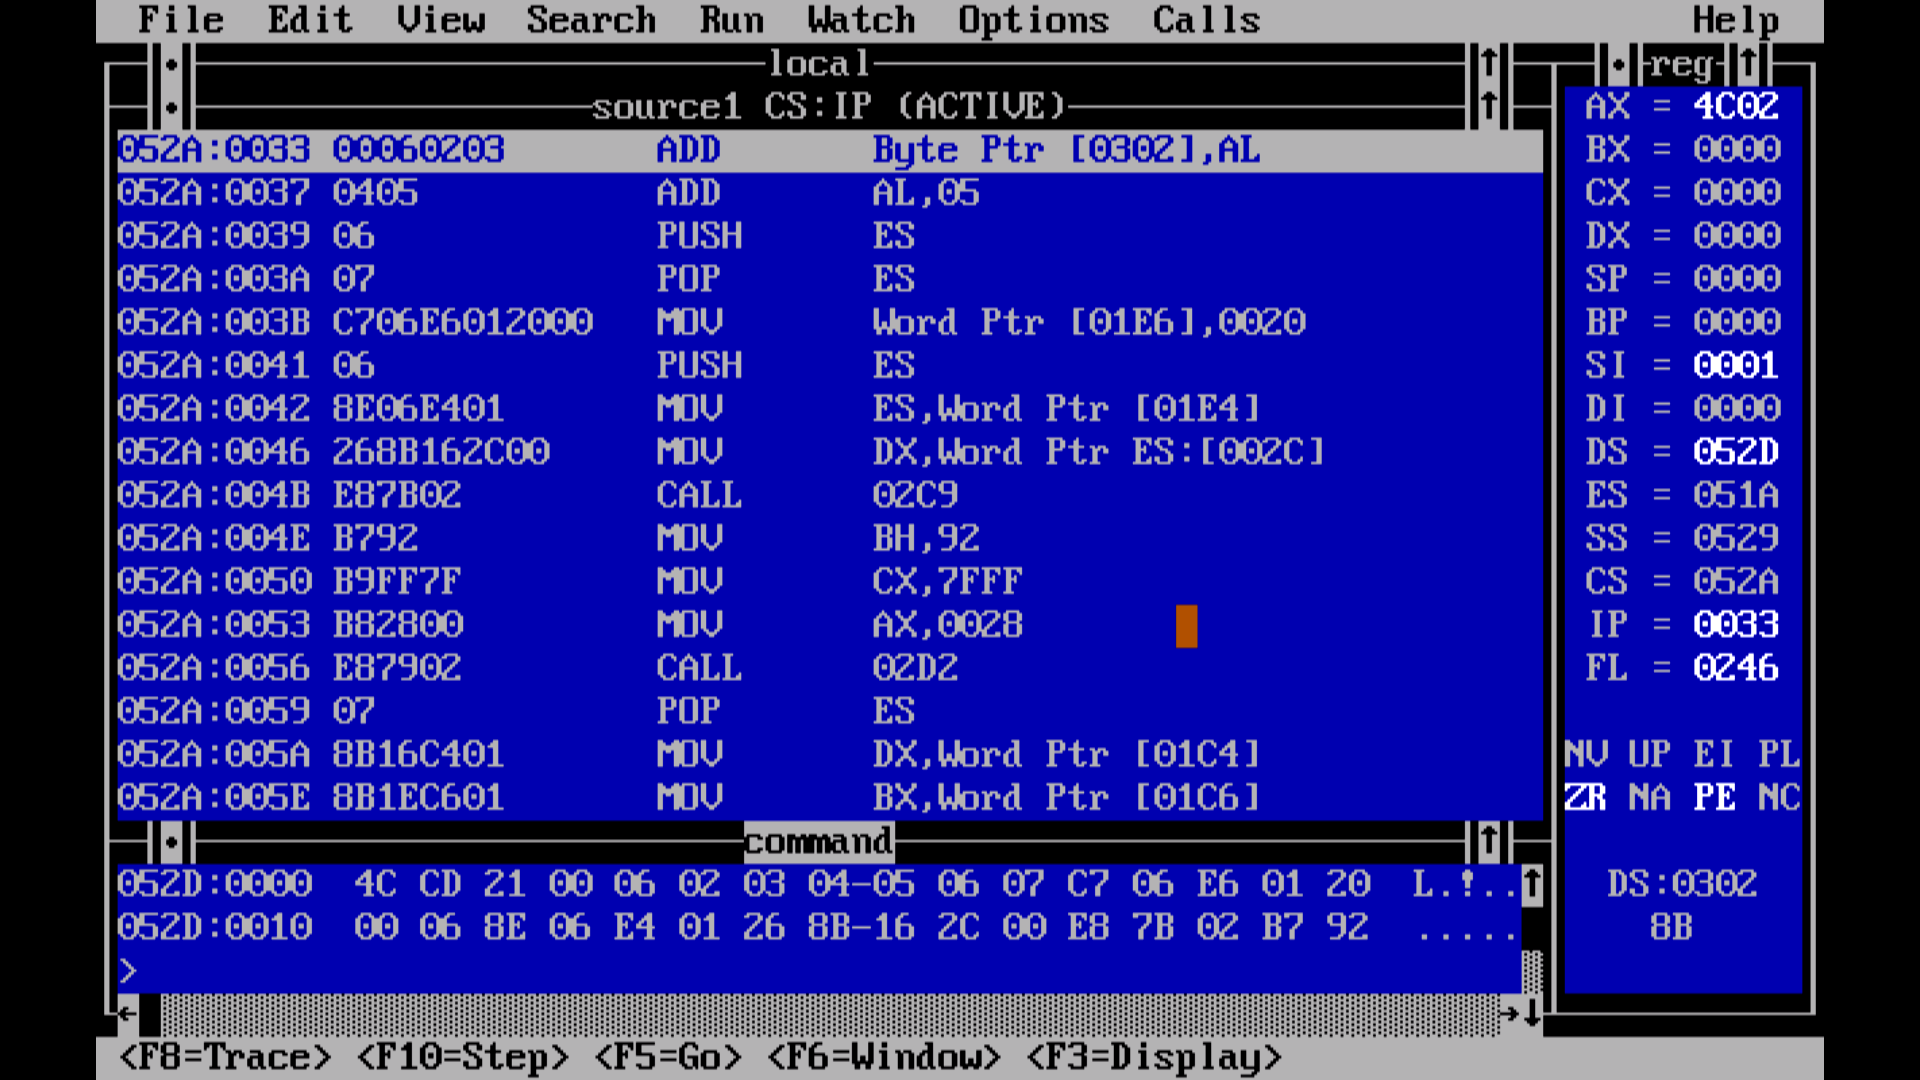 File Edit View Search Run Watch Options Calls Help
local
reg
source1 CS:IP (ACTIVE)
052A:0033 00060203 ADD Byte Ptr [0302],AL
052A:0037 0405 ADD AL,05
052A:0039 06 PUSH ES
052A:003A 07 POP ES
052A:003B C706E6012000 MOV Word Ptr [01E6],0020
052A:0041 06 PUSH ES
052A:0042 8E06E401 MOV ES,Word Ptr [01E4]
052A:0046 268B162C00 MOV DX,Word Ptr ES:[002C]
052A:004B E87B02 CALL 02C9
052A:004E B792 MOV BH,92
052A:0050 B9FF7F MOV CX,7FFF
052A:0053 B82800 MOV AX,0028
052A:0056 E87902 CALL 02D2
052A:0059 07 POP ES
052A:005A 8B16C401 MOV DX,Word Ptr [01C4]
052A:005E 8B1EC601 MOV BX,Word Ptr [01C6]
command
052D:0000 4C CD 21 00 06 02 03 04-05 06 07 C7 06 E6 01 20 L.!..
052D:0010 00 06 8E 06 E4 01 26 8B-16 2C 00 E8 7B 02 B7 92 .....
>
AX = 4C02
BX = 0000
CX = 0000
DX = 0000
SP = 0000
BP = 0000
SI = 0001
DI = 0000
DS = 052D
ES = 051A
SS = 0529
CS = 052A
IP = 0033
FL = 0246
NV UP EI PL
ZR NA PE NC
DS:0302
8B
<F8=Trace> <F10=Step> <F5=Go> <F6=Window> <F3=Display>